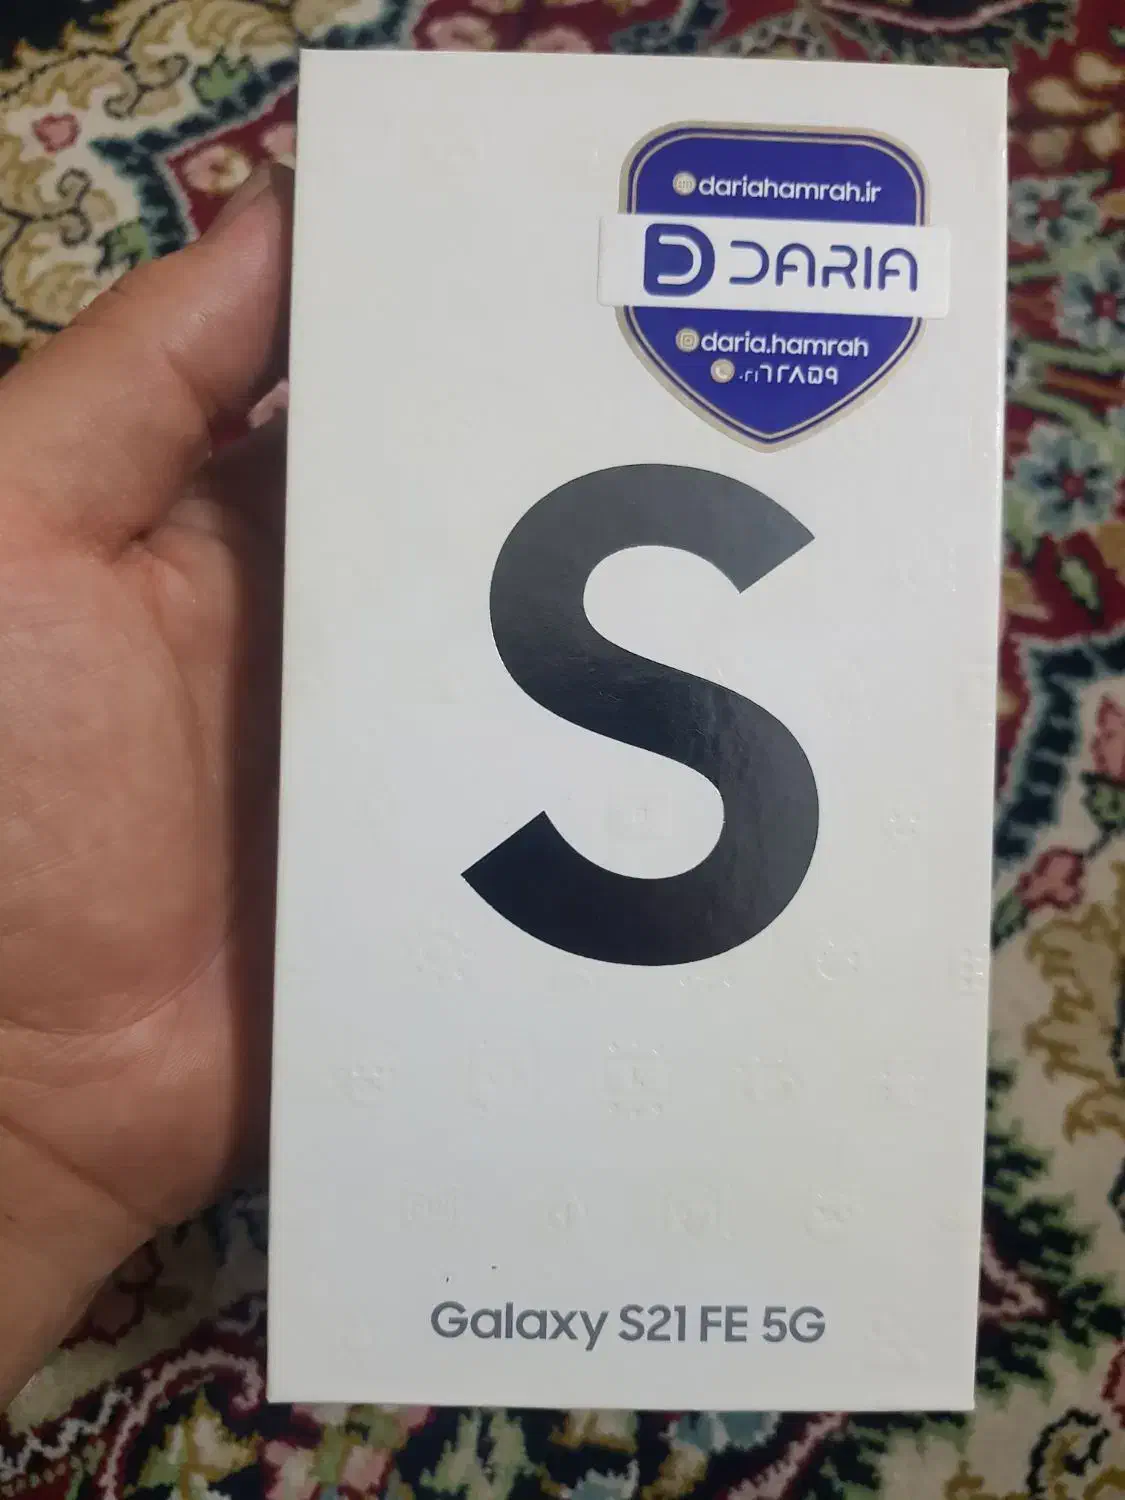 dariahamrah.ir
D DARIA
daria.hamrah
۰۲۱۶۲۸۵۹
S
Galaxy S21 FE 5G